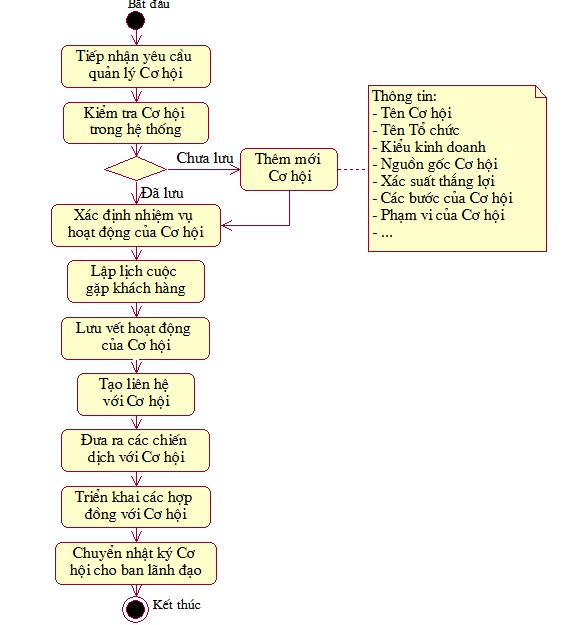 Bắt đầu
Tiếp nhận yêu cầu
quản lý Cơ hội
Kiểm tra Cơ hội
trong hệ thống
Chưa lưu
Thêm mới
Cơ hội
Thông tin:
- Tên Cơ hội
- Tên Tổ chức
- Kiểu kinh doanh
- Nguồn gốc Cơ hội
- Xác suất thắng lợi
- Các bước của Cơ hội
- Phạm vi của Cơ hội
- ...
Đã lưu
Xác định nhiệm vụ
hoạt động của Cơ hội
Lập lịch cuộc
gặp khách hàng
Lưu vết hoạt động
của Cơ hội
Tạo liên hệ
với Cơ hội
Đưa ra các chiến
dịch với Cơ hội
Triển khai các hợp
đồng với Cơ hội
Chuyển nhật ký Cơ
hội cho ban lãnh đạo
Kết thúc